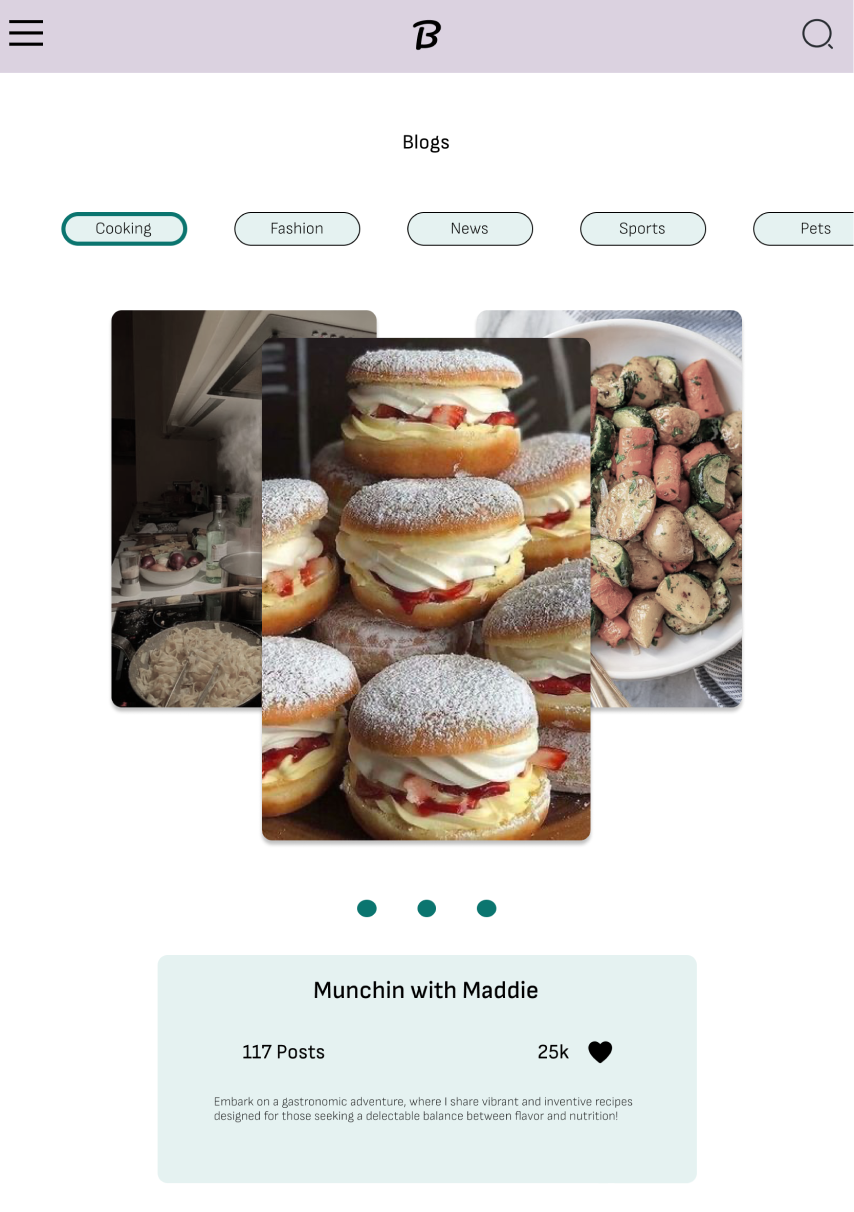 B
Blogs
Cooking
Fashion
News
Sports
Pets
Munchin with Maddie
117 Posts
25k
Embark on a gastronomic adventure, where I share vibrant and inventive recipes
designed for those seeking a delectable balance between flavor and nutrition!